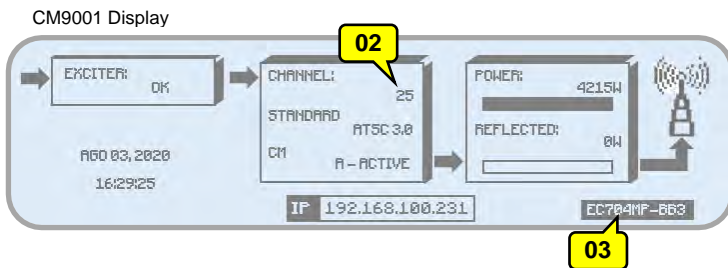 CM9001 Display
02
EXCITER:
OK
CHANNEL:
25
STANDARD
ATSC 3.0
CM
A - ACTIVE
POWER:
4215W
REFLECTED:
0W
AGO 03, 2020
16:29:25
IP 192.168.100.231
EC704MP-BB3
03